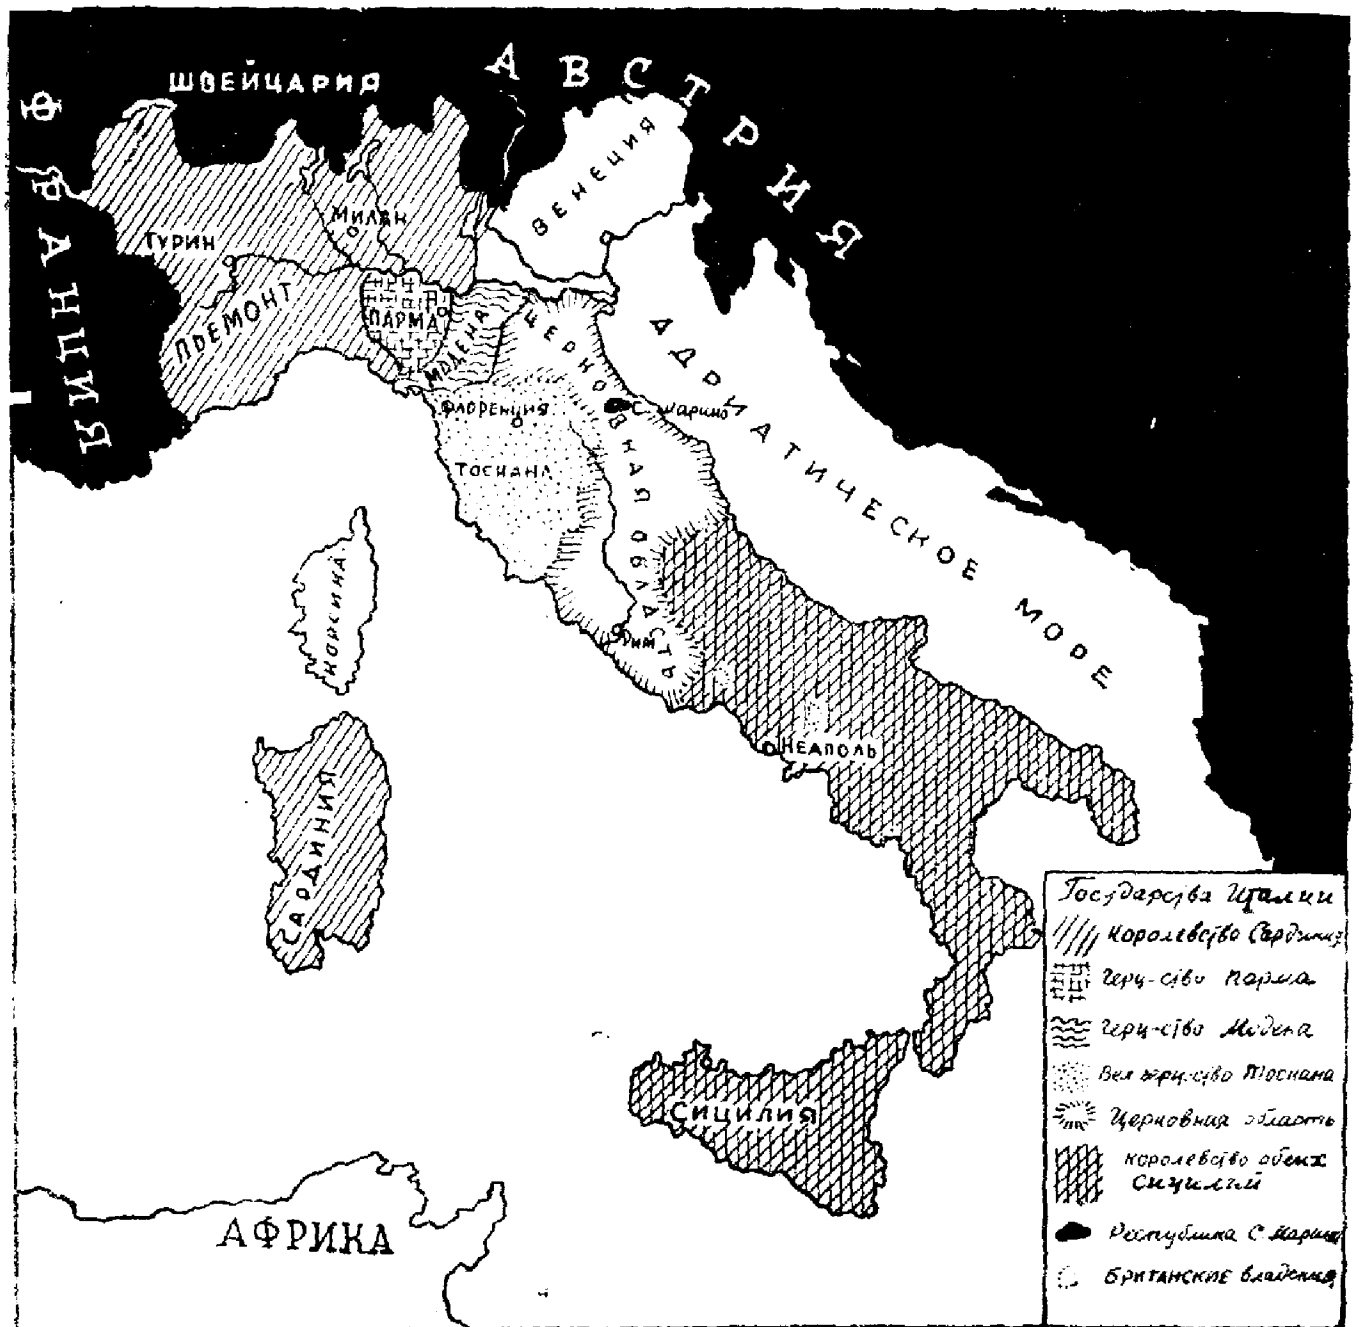 ШВЕЙЦАРИЯ
АВСТРИЯ
ФРАНЦИЯ
ВЕНЕЦИЯ
МИЛАН
ТУРИН
ПЬЕМОНТ
ПАРМА
МОДЕНА
ЦЕРКОВНАЯ ОБЛАСТЬ
АДРИАТИЧЕСКОЕ МОРЕ
ФЛОРЕНЦИЯ
С. Марино
ТОСКАНА
КОРСИКА
РИМ
НЕАПОЛЬ
САРДИНИЯ
СИЦИЛИЯ
АФРИКА
Государства Италии
Королевство Сардиния
Герц-ство Парма
Герц-ство Модена
Вел герц-ство Тоскана
Церковная область
Королевство обеих
Сицилий
Республика С. Марино
БРИТАНСКИЕ владения